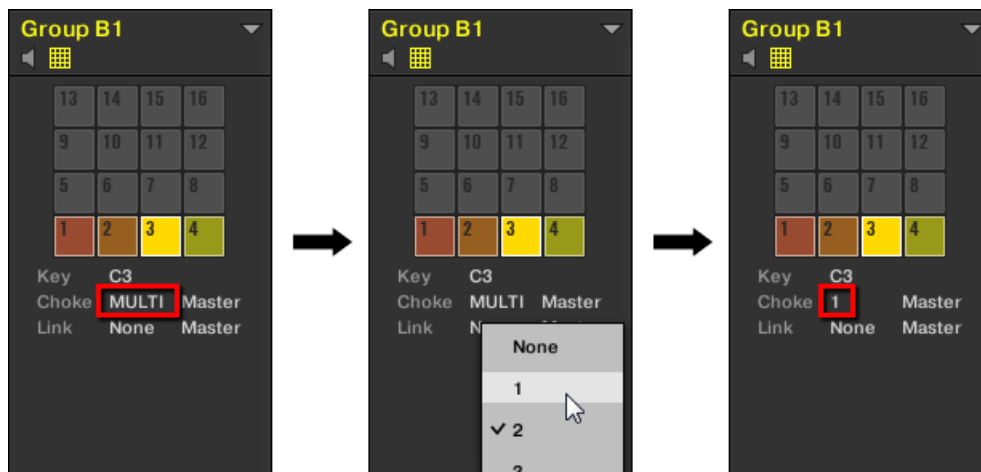 Group B1
13 14 15 16
9 10 11 12
5 6 7 8
1 2 3 4
Key C3
Choke MULTI Master
Link None Master
Group B1
13 14 15 16
9 10 11 12
5 6 7 8
1 2 3 4
Key C3
Choke MULTI Master
Link
None
1
2
Group B1
13 14 15 16
9 10 11 12
5 6 7 8
1 2 3 4
Key C3
Choke 1 Master
Link None Master